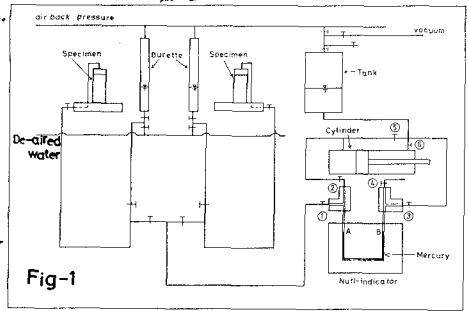 air back pressure
vacuum
Specimen
Burette
Specimen
Tank
De-aired
water
Cylinder
5
6
2
4
1
3
A
B
Mercury
Null-indicator
Fig-1